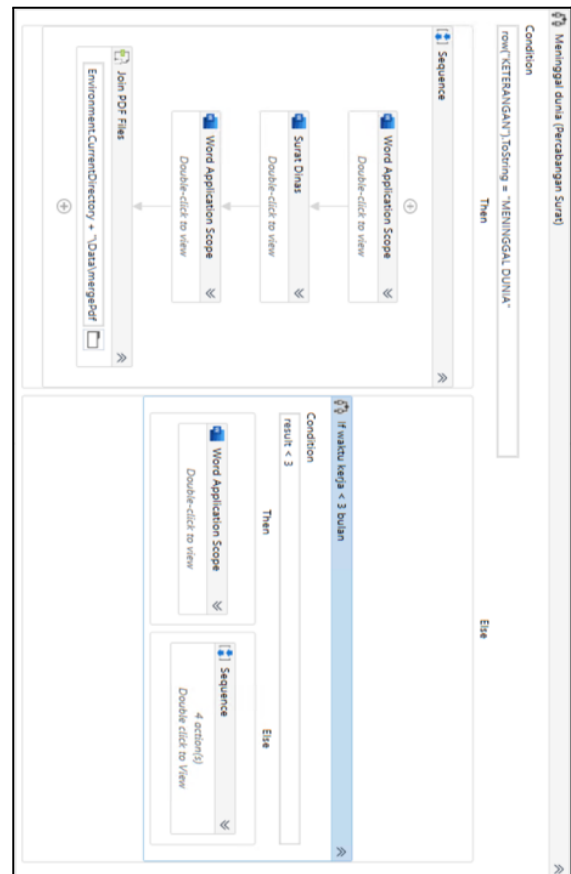 Meninggal dunia (Percabangan Surat)
Condition
row("KETERANGAN").ToString = "MENINGGAL DUNIA"
Then
Sequence
Word Application Scope
Double-click to view
Surat Dinas
Double-click to view
Word Application Scope
Double-click to view
Join PDF Files
Environment.CurrentDirectory + "\Data\mergePdf
Else
If waktu kerja < 3 bulan
Condition
result < 3
Then
Word Application Scope
Double-click to view
Else
Sequence
4 action(s)
Double click to View